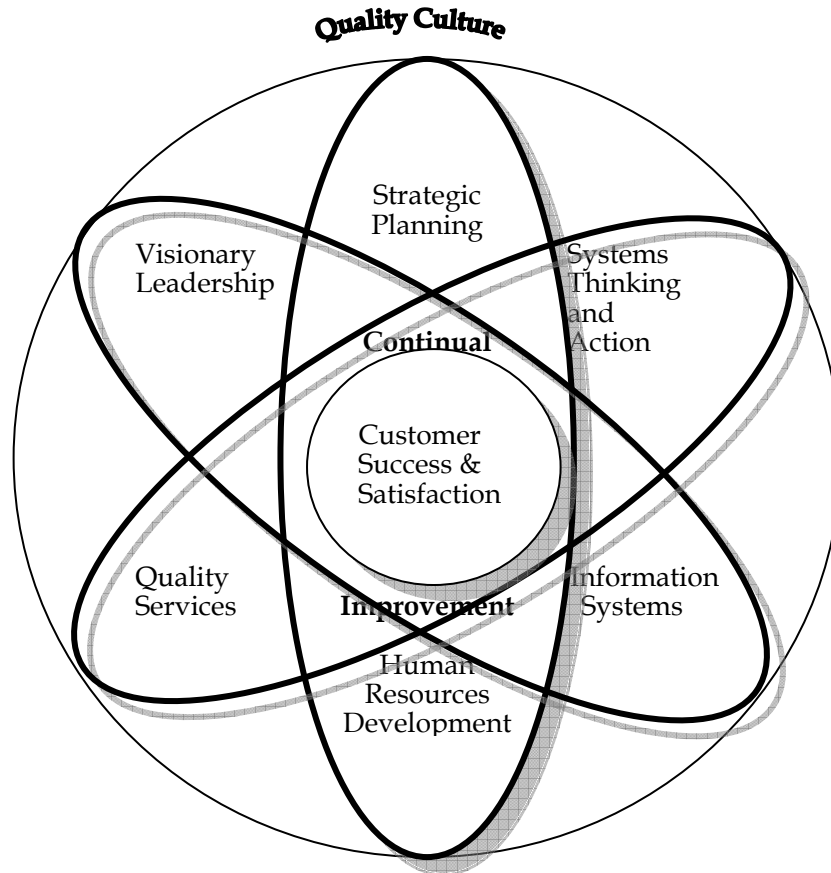 Quality Culture
Strategic
Planning
Visionary
Leadership
Systems
Thinking
and
Action
Continual
Customer
Success &
Satisfaction
Quality
Services
Information
Systems
Improvement
Human
Resources
Development